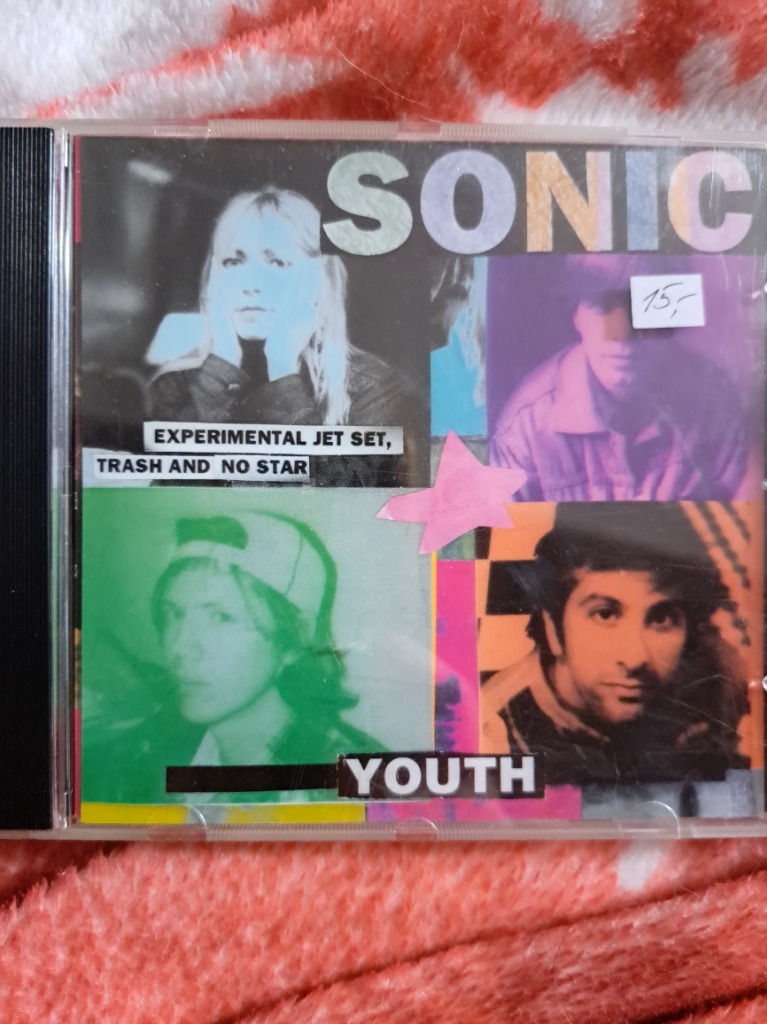 SONIC
15,-
EXPERIMENTAL JET SET,
TRASH AND NO STAR
YOUTH